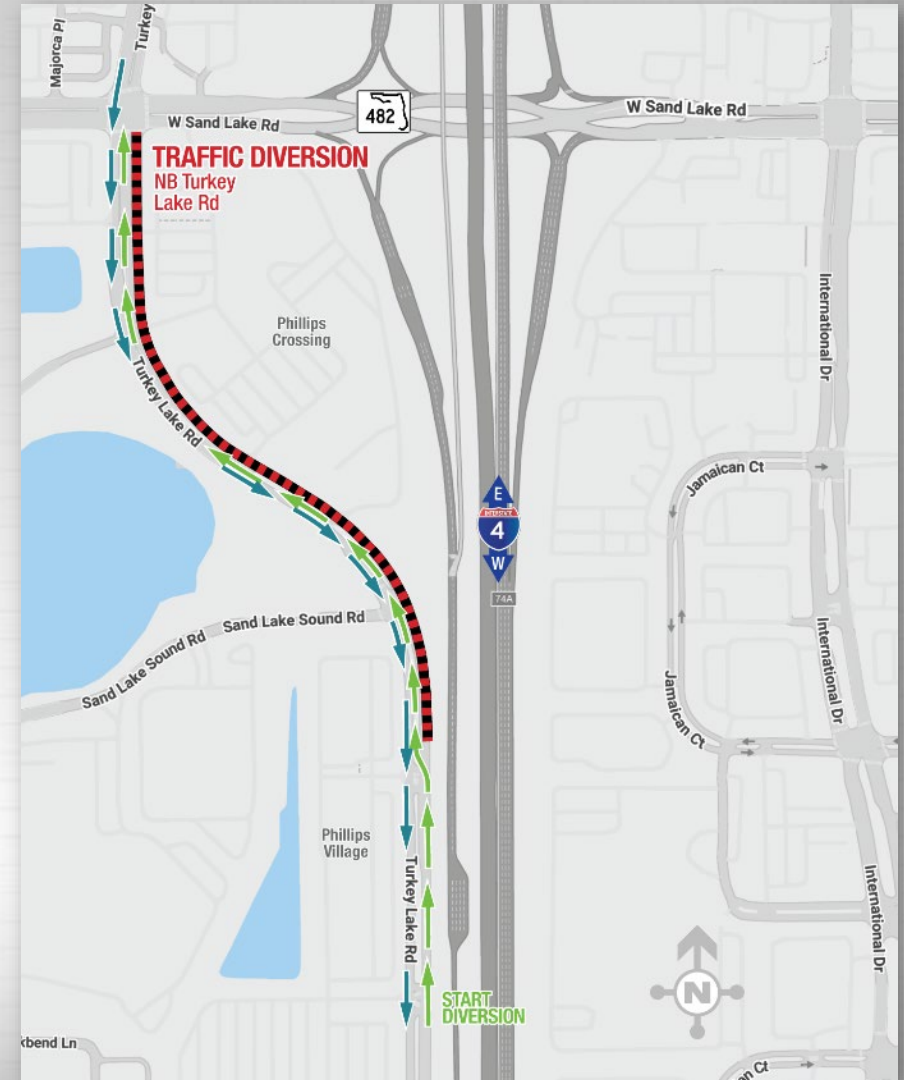 Majorca Pl
Turkey
W Sand Lake Rd
482
W Sand Lake Rd
TRAFFIC DIVERSION
NB Turkey
Lake Rd
International Dr
Phillips
Crossing
Turkey Lake Rd
Jamaican Ct
E
INTERSTATE
4
W
74A
Sand Lake Sound Rd
Sand Lake Sound Rd
International Dr
Jamaican Ct
Phillips
Village
Turkey Lake Rd
International Dr
N
START
DIVERSION
kbend Ln
an Ct